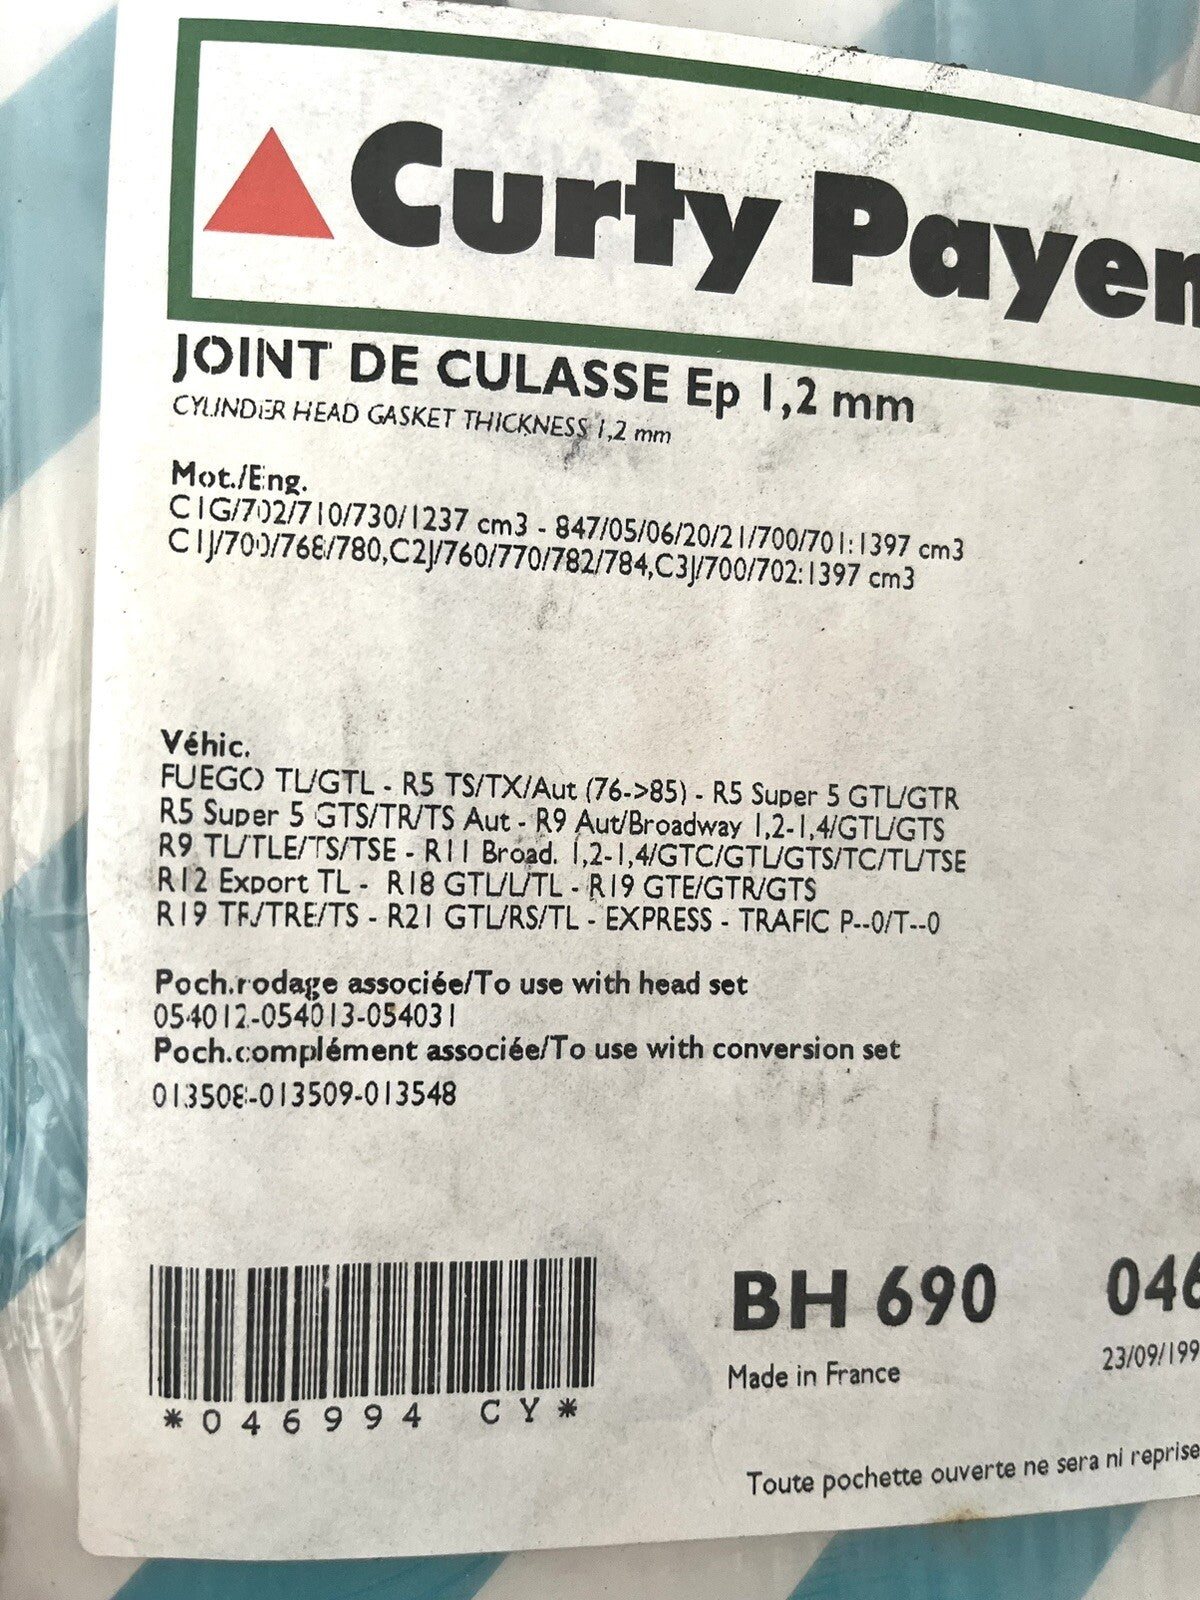 Curty Payen
JOINT DE CULASSE Ep 1,2 mm
CYLINDER HEAD GASKET THICKNESS 1,2 mm
Mot./Eng.
C1G/702/710/730/1237 cm3 - 847/05/06/20/21/700/701:1397 cm3
C1J/700/768/780,C2J/760/770/782/784,C3J/700/702:1397 cm3
Véhic.
FUEGO TL/GTL - R5 TS/TX/Aut (76->85) - R5 Super 5 GTL/GTR
R5 Super 5 GTS/TR/TS Aut - R9 Aut/Broadway 1,2-1,4/GTL/GTS
R9 TL/TLE/TS/TSE - R11 Broad. 1,2-1,4/GTC/GTL/GTS/TC/TL/TSE
R12 Export TL - R18 GTL/L/TL - R19 GTE/GTR/GTS
R19 TR/TRE/TS - R21 GTL/RS/TL - EXPRESS - TRAFIC P--0/T--0
Poch.rodage associée/To use with head set
054012-054013-054031
Poch.complément associée/To use with conversion set
013508-013509-013548
BH 690 046
*046994 CY*
Made in France 23/09/199
Toute pochette ouverte ne sera ni reprise